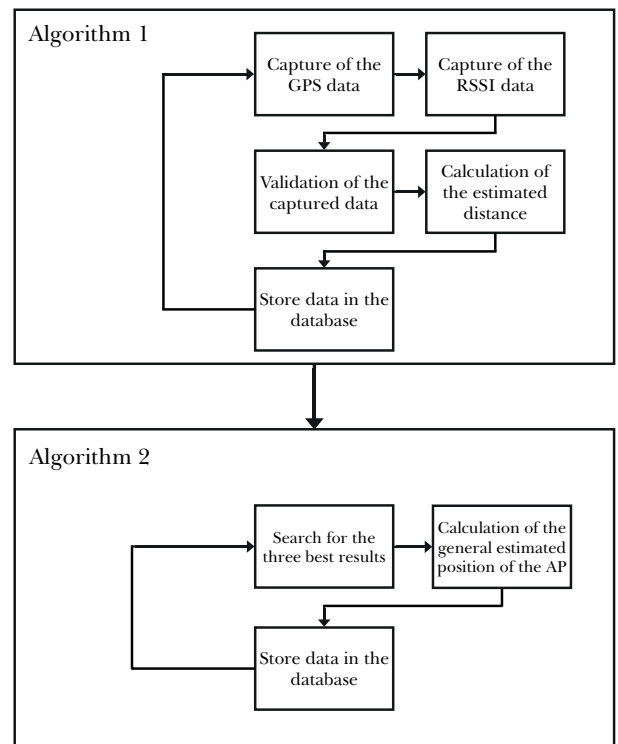 Algorithm 1
Capture of the
GPS data
Capture of the
RSSI data
Validation of the
captured data
Calculation of
the estimated
distance
Store data in the
database
Algorithm 2
Search for the
three best results
Calculation of the
general estimated
position of the AP
Store data in the
database